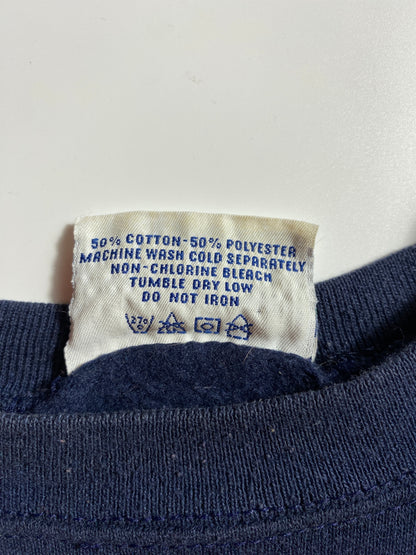 50% COTTON-50% POLYESTER
MACHINE WASH COLD SEPARATELY
NON-CHLORINE BLEACH
TUMBLE DRY LOW
DO NOT IRON